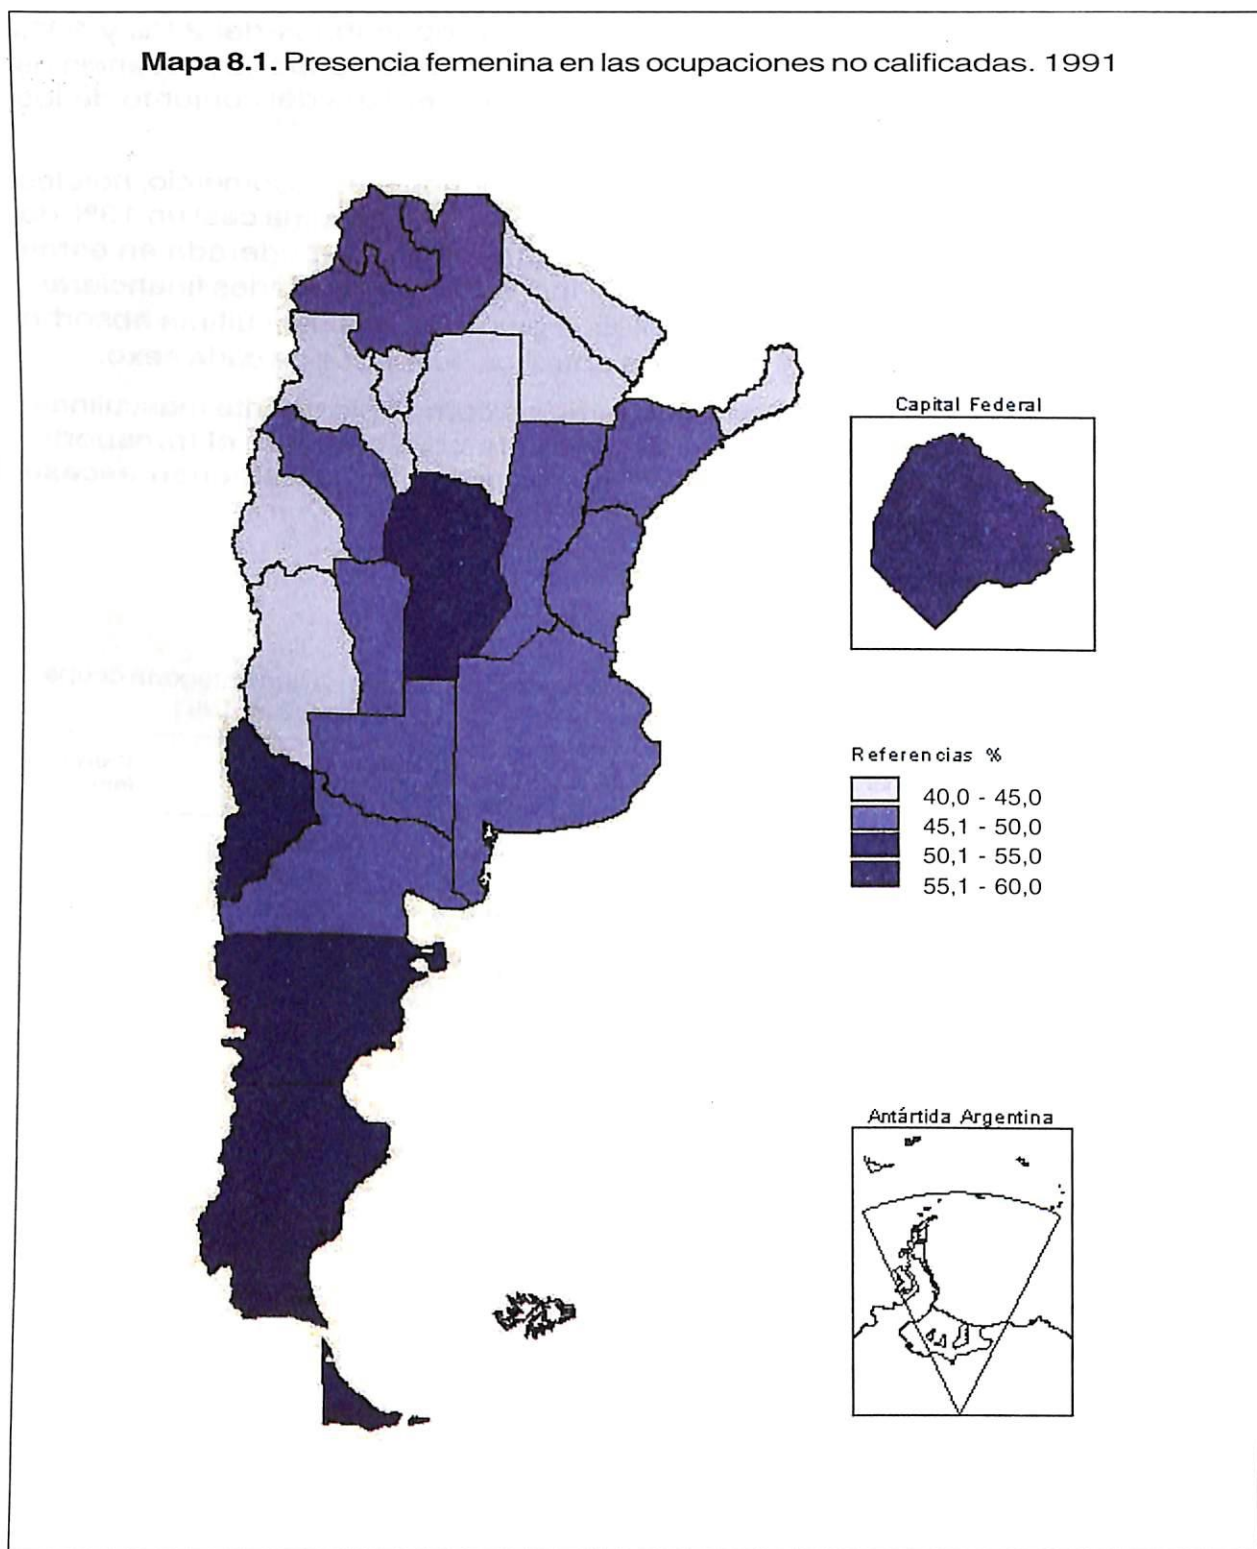 Mapa 8.1. Presencia femenina en las ocupaciones no calificadas. 1991
Capital Federal
Referencias %
40,0 - 45,0
45,1 - 50,0
50,1 - 55,0
55,1 - 60,0
Antártida Argentina